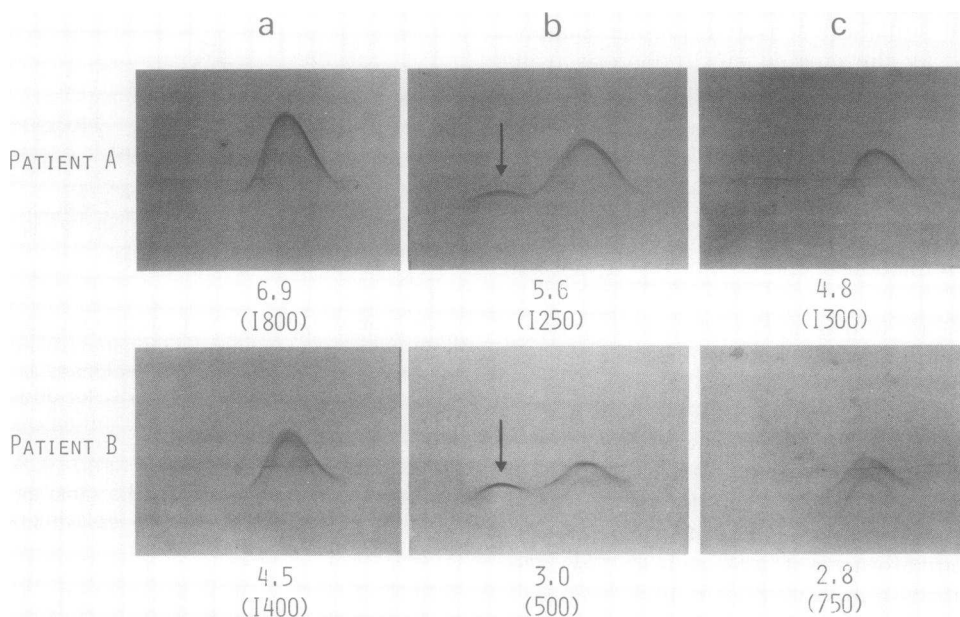 a b c
PATIENT A
6.9 5.6 4.8
(1800) (1250) (1300)
PATIENT B
4.5 3.0 2.8
(1400) (500) (750)